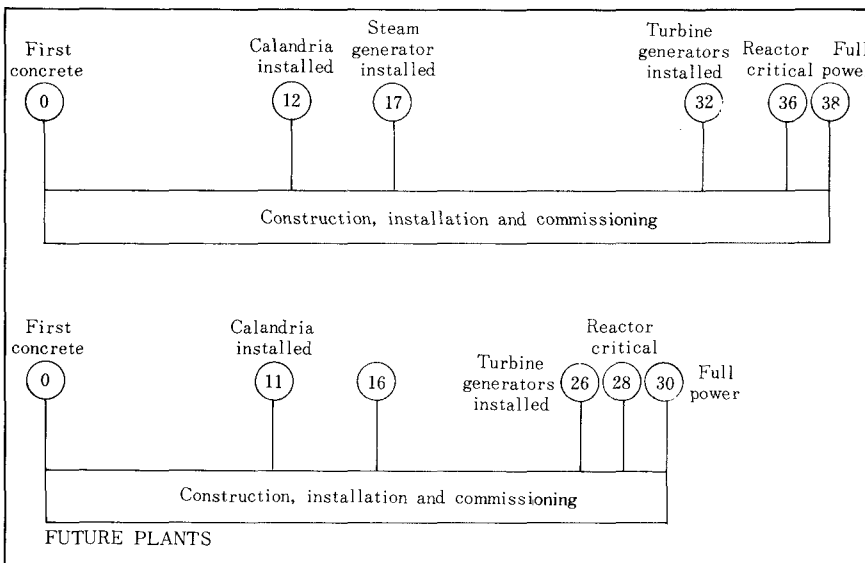 First
concrete
Calandria
installed
Steam
generator
installed
Turbine
generators
installed
Reactor
critical
Full
powe
0
12
17
32
36
38
Construction, installation and commissioning
First
concrete
Calandria
installed
Turbine
generators
installed
Reactor
critical
Full
power
0
11
16
26
28
30
Construction, installation and commissioning
FUTURE PLANTS